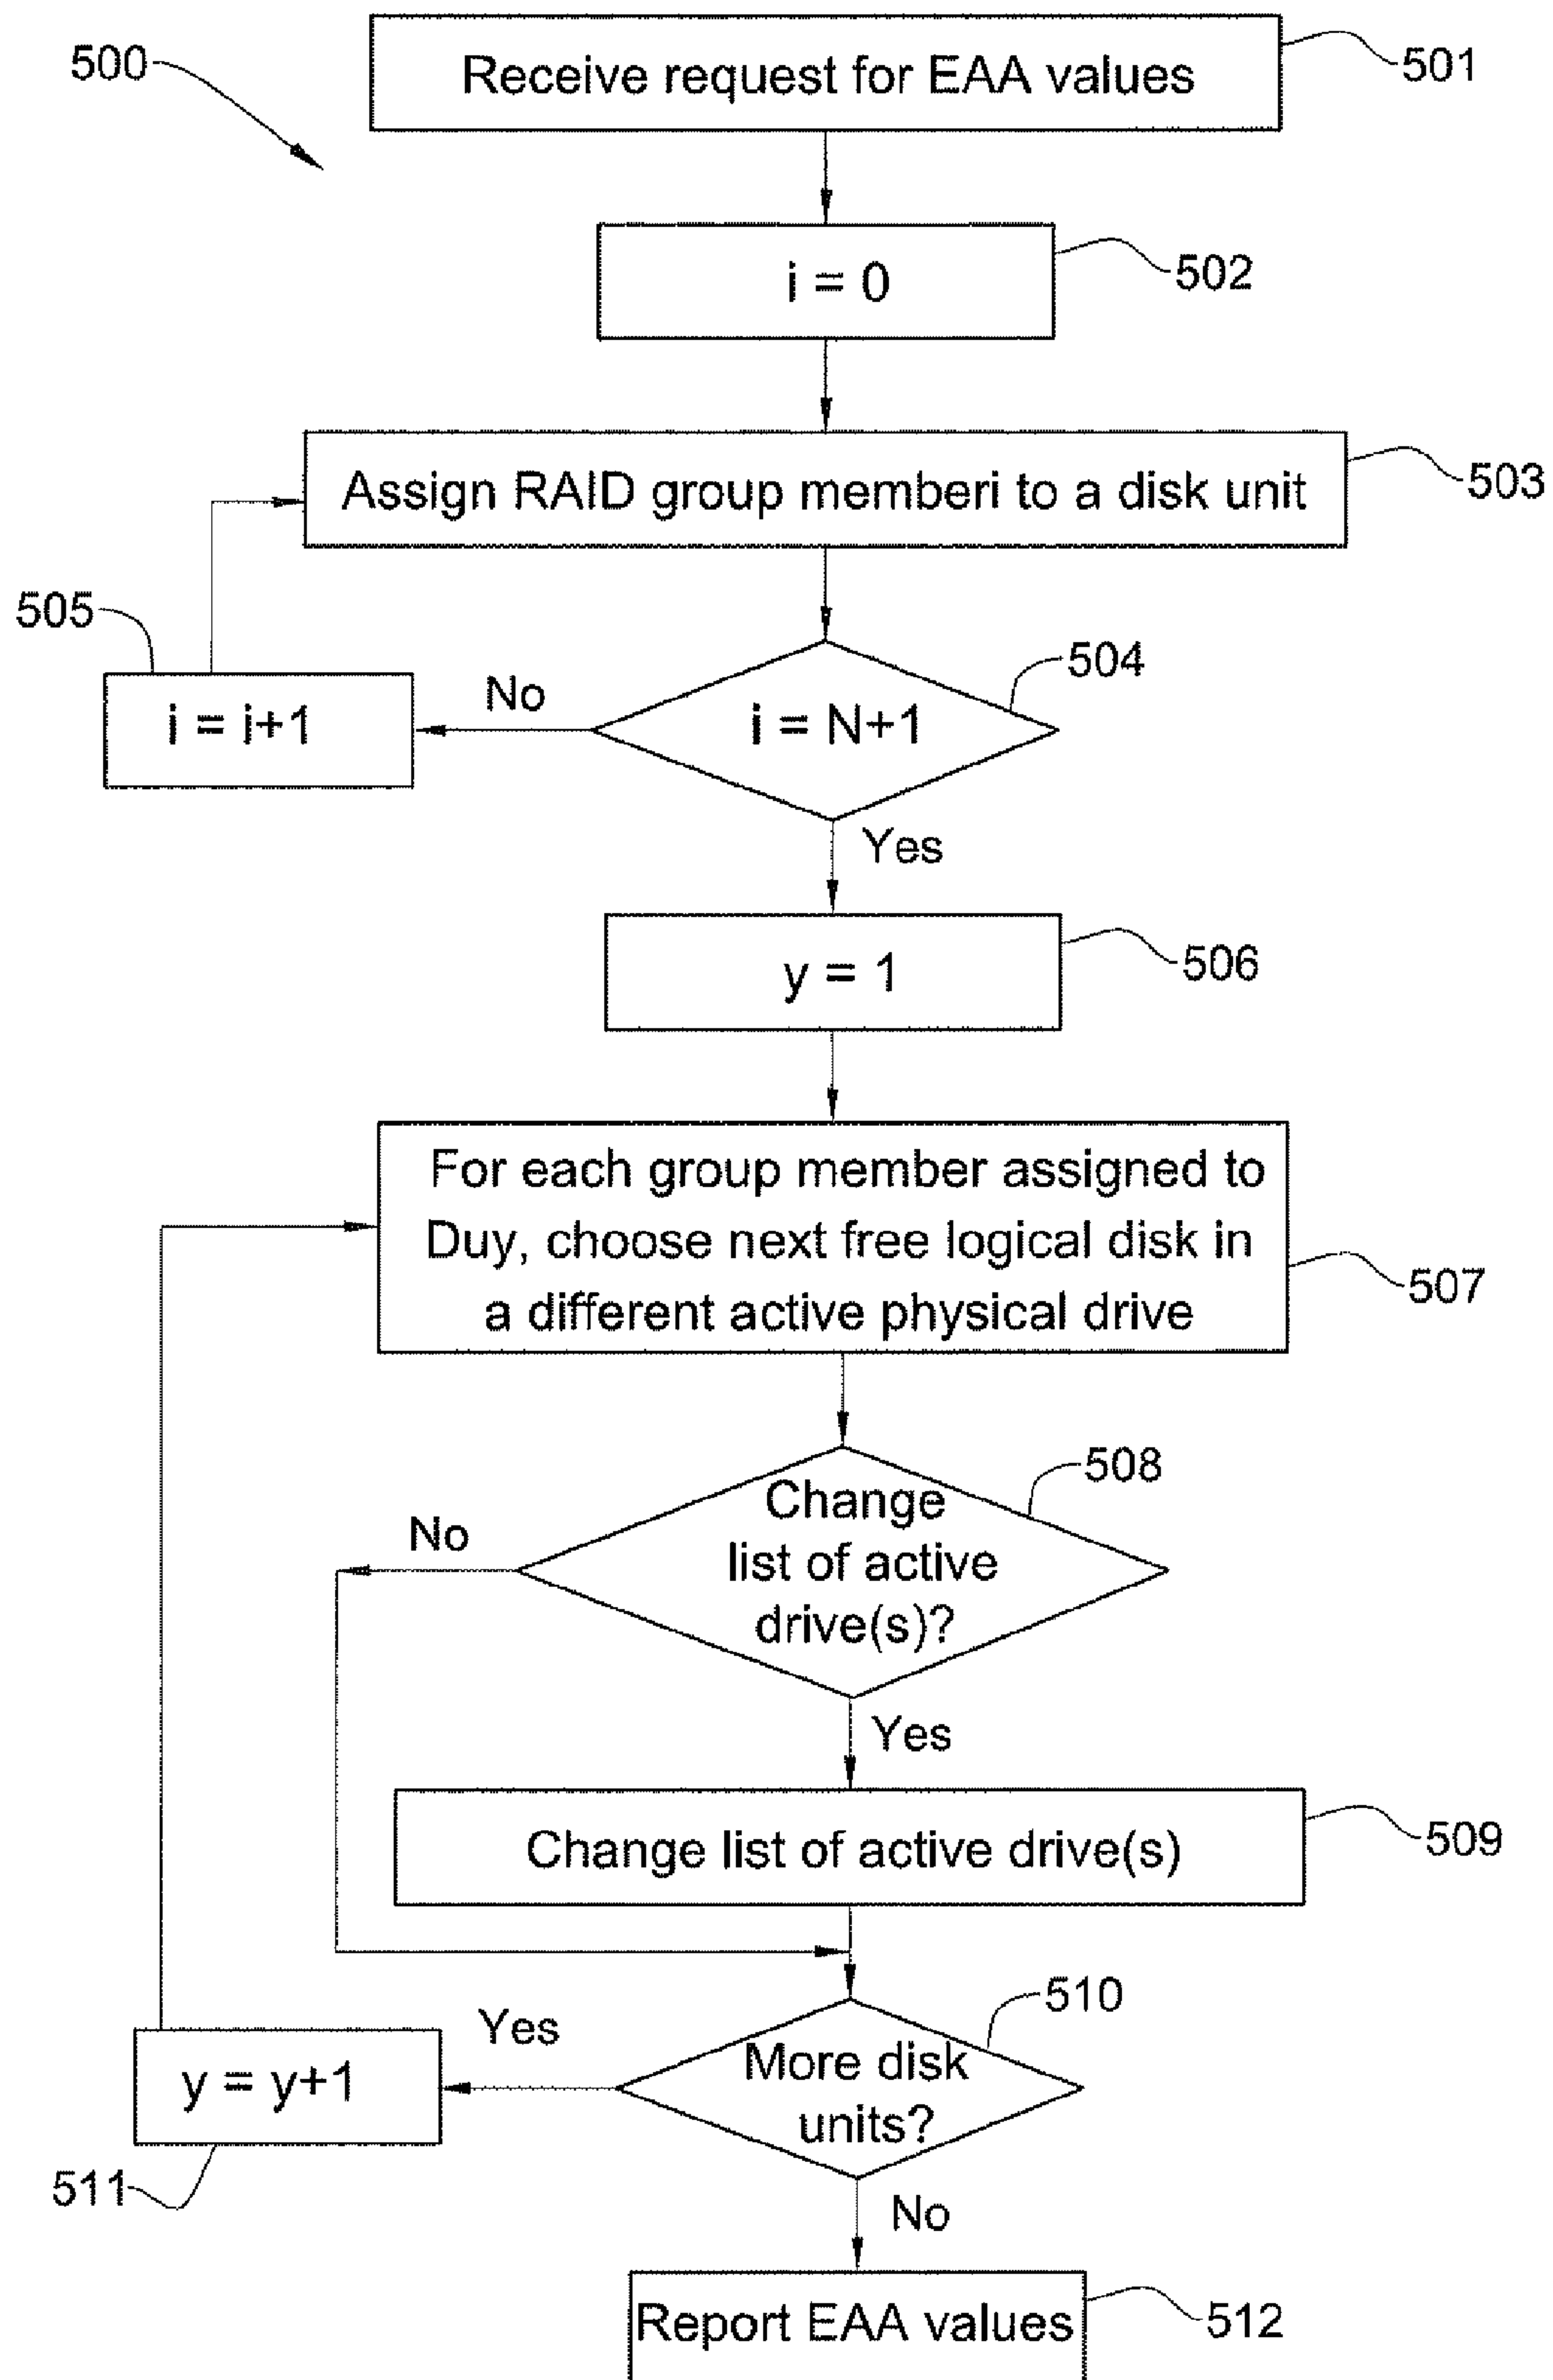 500
Receive request for EAA values
501
i = 0
502
Assign RAID group memberi to a disk unit
503
505
i = i+1
No
i = N+1
504
Yes
y = 1
506
For each group member assigned to
Duy, choose next free logical disk in
a different active physical drive
507
No
Change
list of active
drive(s)?
508
Yes
Change list of active drive(s)
509
y = y+1
511
Yes
More disk
units?
510
No
Report EAA values
512